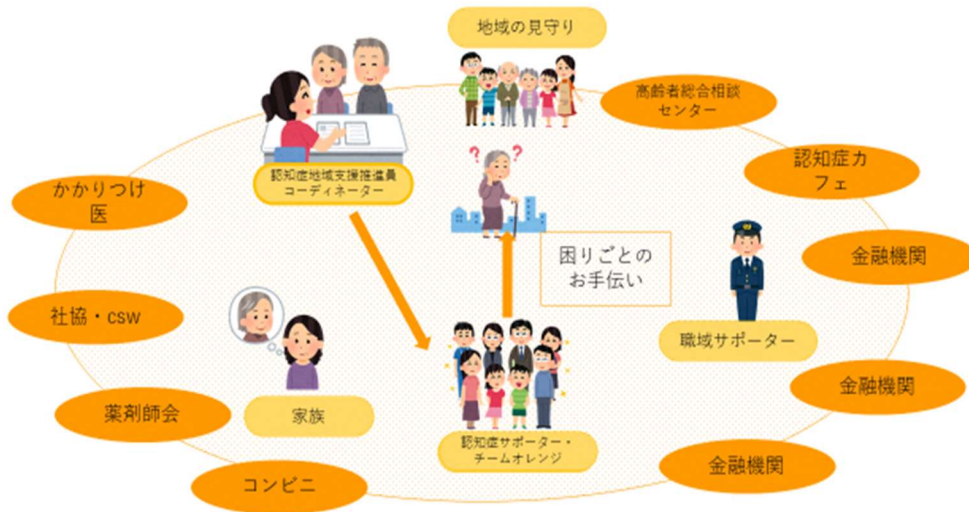 地域の見守り
高齢者総合相談
センター
認知症地域支援推進員
コーディネーター
認知症カ
フェ
かかりつけ
医
? ?
困りごとの
お手伝い
金融機関
社協・csw
職域サポーター
金融機関
薬剤師会
家族
認知症サポーター・
チームオレンジ
金融機関
コンビニ